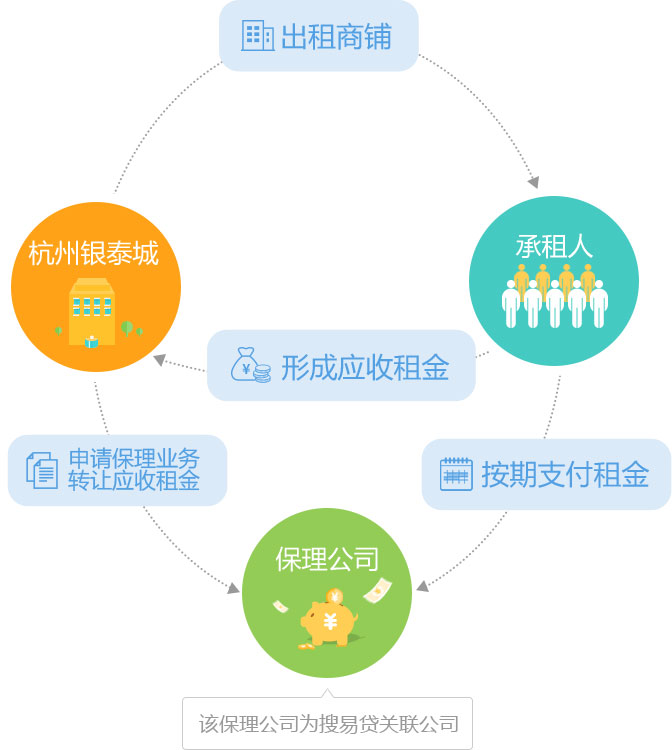 出租商铺
杭州银泰城
承租人
¥
形成应收租金
申请保理业务
转让应收租金
按期支付租金
保理公司
¥
¥
该保理公司为搜易贷关联公司